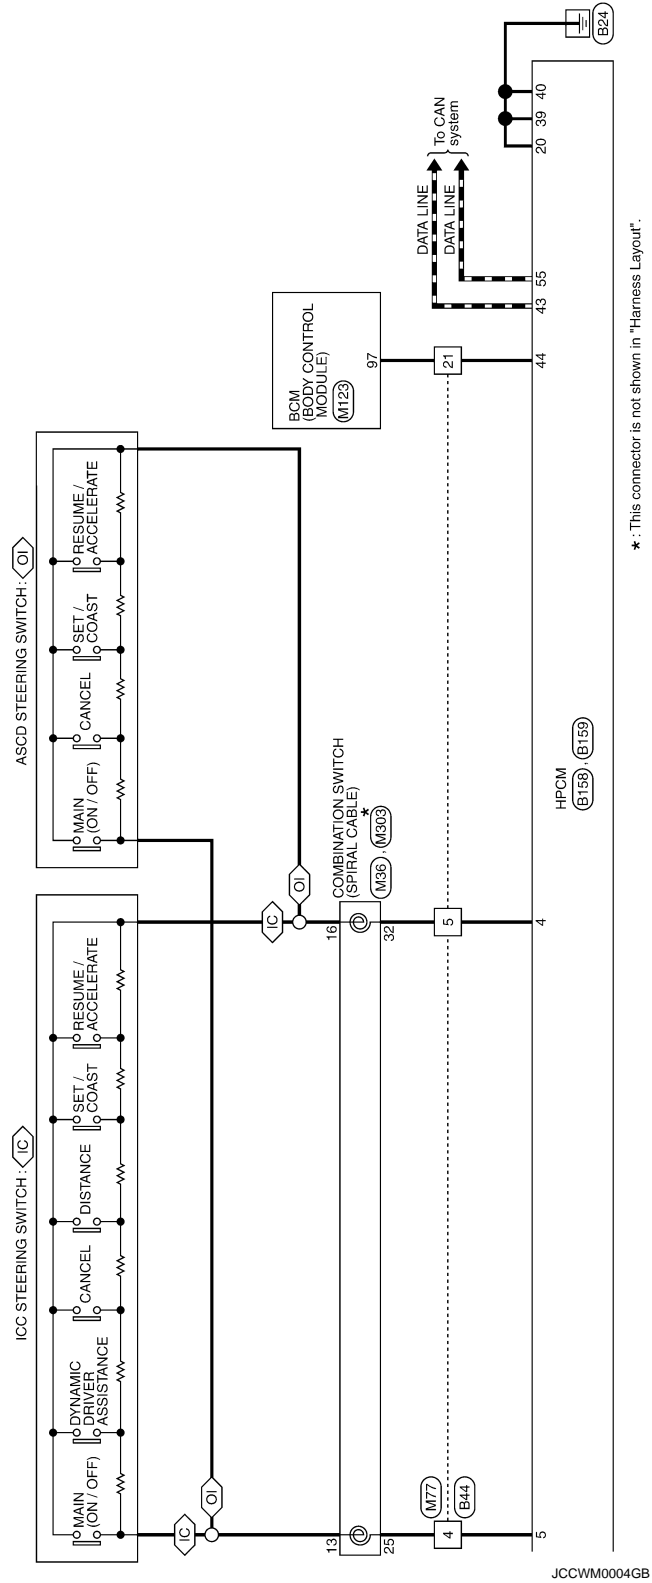 ICC STEERING SWITCH : IC
MAIN
(ON / OFF)
DYNAMIC
DRIVER
ASSISTANCE
CANCEL
DISTANCE
SET /
COAST
RESUME /
ACCELERATE
ASCD STEERING SWITCH : OI
MAIN
(ON / OFF)
CANCEL
SET /
COAST
RESUME /
ACCELERATE
IC
OI
IC
OI
13
25
16
32
COMBINATION SWITCH
(SPIRAL CABLE)
*
M36 , M303
BCM
(BODY CONTROL
MODULE)
M123
97
M77
B44
4
5
21
DATA LINE
DATA LINE
To CAN
system
5
4
44
43
55
20
39
40
B24
HPCM
B158 , B159
* : This connector is not shown in "Harness Layout".
JCCWM0004GB